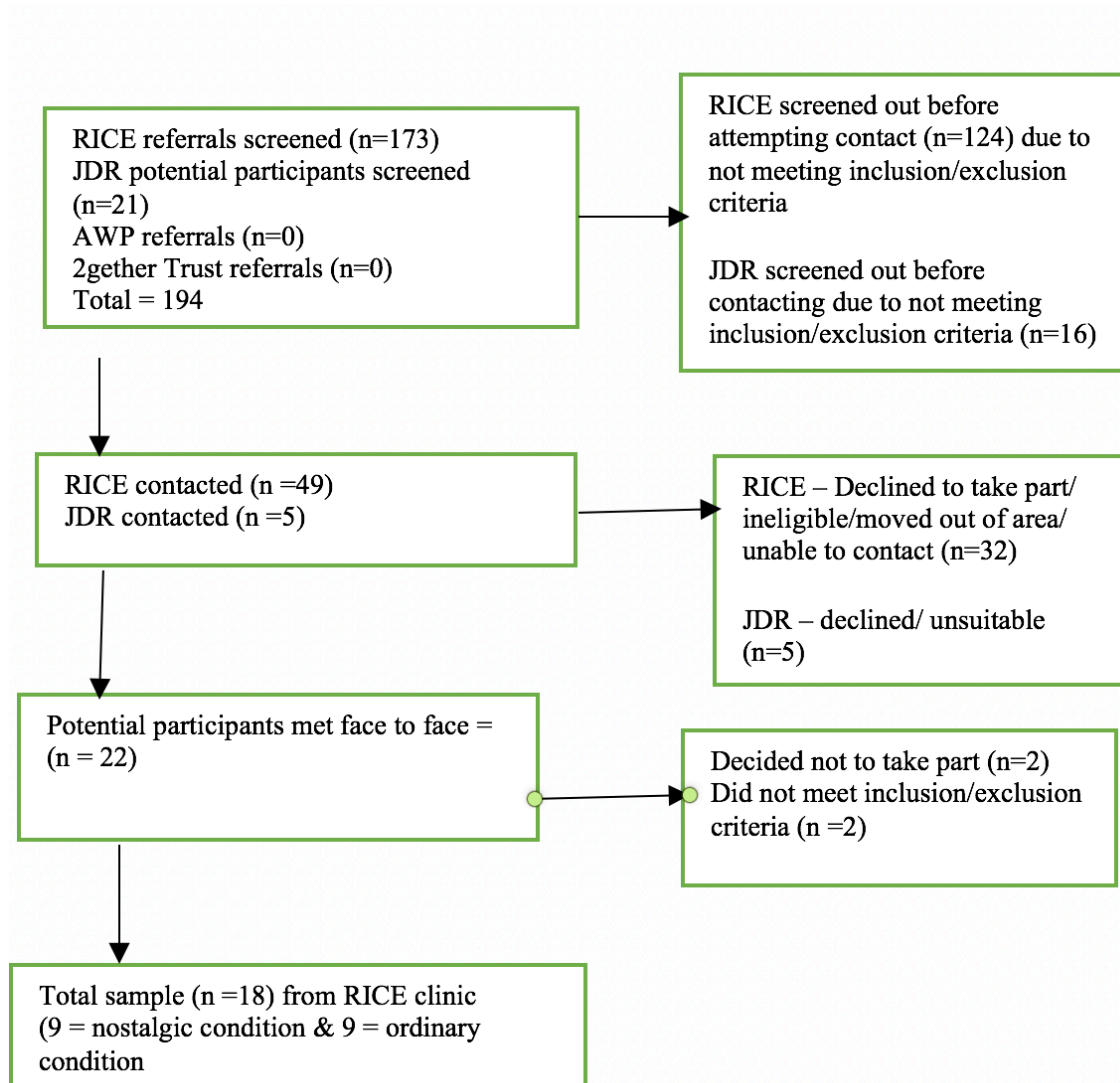 RICE referrals screened (n=173)
JDR potential participants screened
(n=21)
AWP referrals (n=0)
2gether Trust referrals (n=0)
Total = 194
RICE screened out before
attempting contact (n=124) due to
not meeting inclusion/exclusion
criteria
JDR screened out before
contacting due to not meeting
inclusion/exclusion criteria (n=16)
RICE contacted (n =49)
JDR contacted (n =5)
RICE – Declined to take part/
ineligible/moved out of area/
unable to contact (n=32)
JDR – declined/ unsuitable
(n=5)
Potential participants met face to face =
(n = 22)
Decided not to take part (n=2)
Did not meet inclusion/exclusion
criteria (n =2)
Total sample (n =18) from RICE clinic
(9 = nostalgic condition & 9 = ordinary
condition